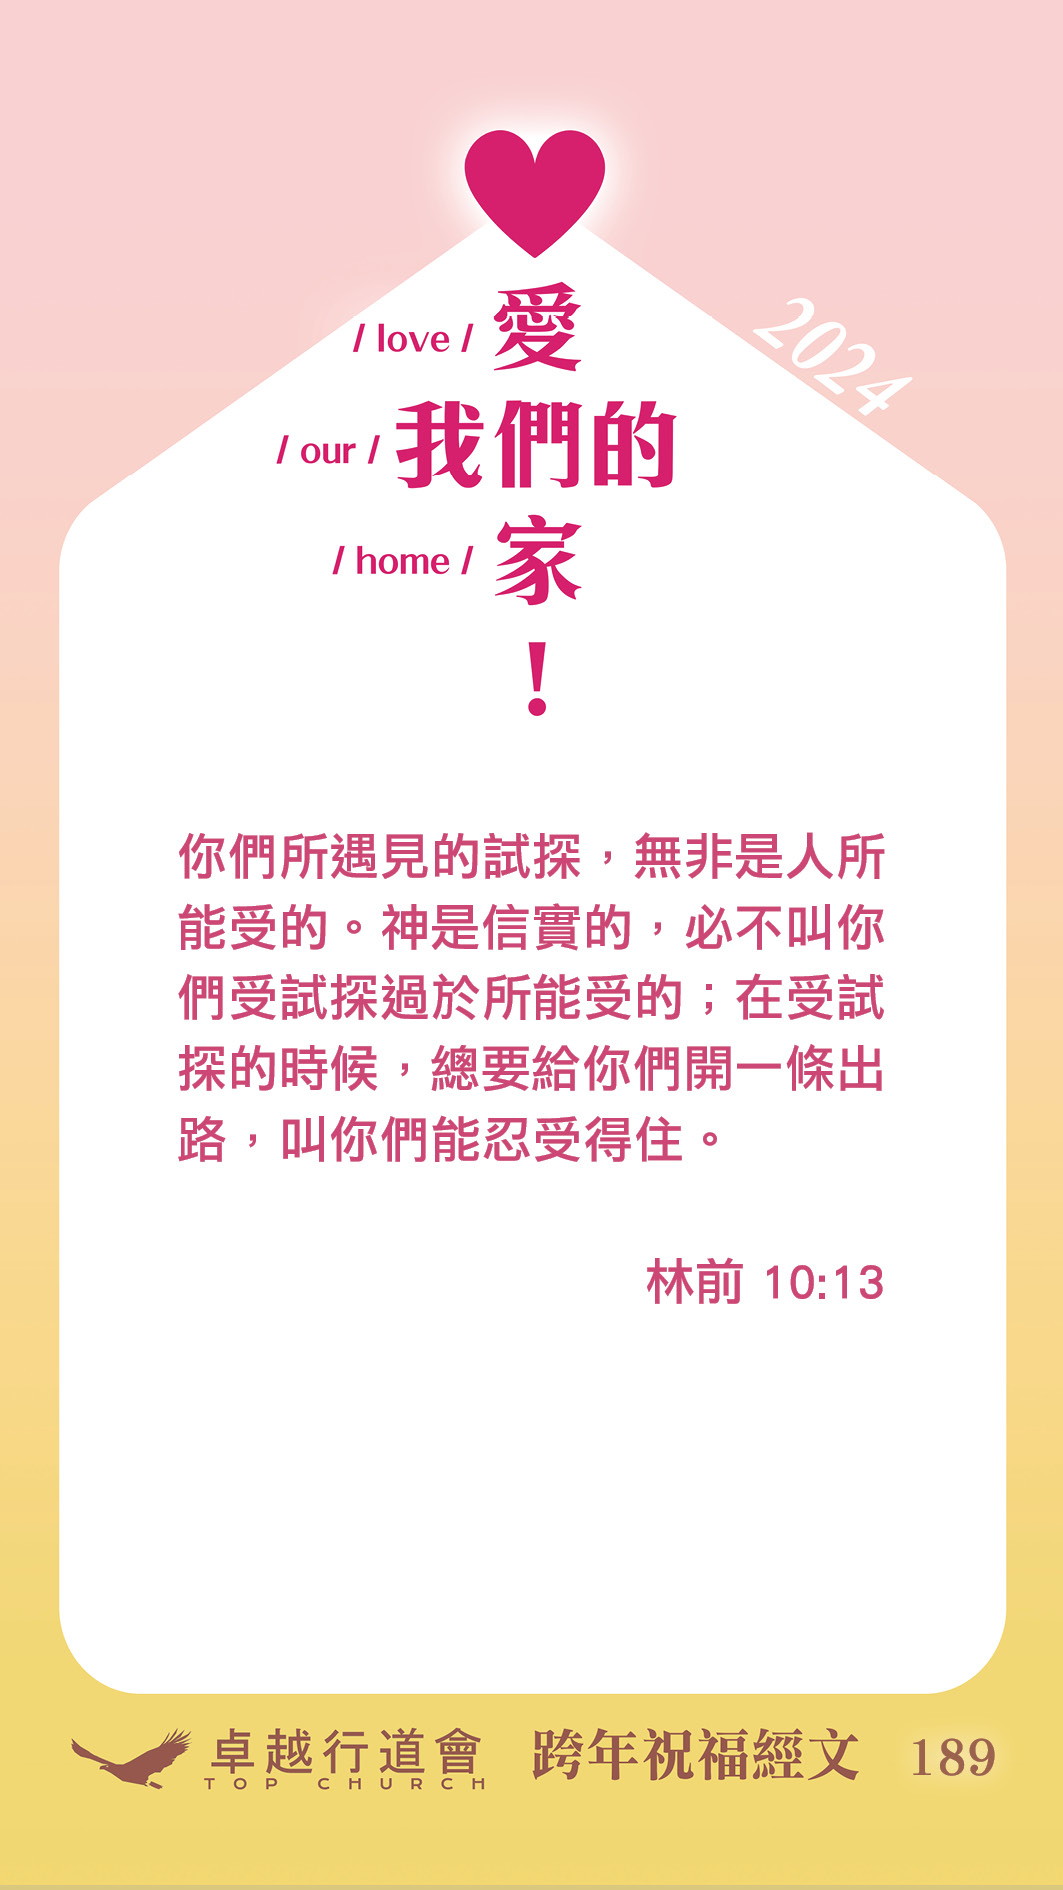 2024
/ love / 愛
/ our / 我們的
/ home / 家
！
你們所遇見的試探，無非是人所
能受的。神是信實的，必不叫你
們受試探過於所能受的；在受試
探的時候，總要給你們開一條出
路，叫你們能忍受得住。
林前 10:13
卓越行道會 跨年祝福經文 189
TOP CHURCH